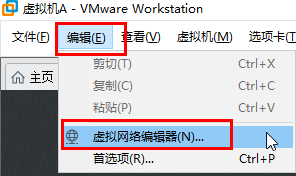 虚拟机A - VMware Workstation
文件(F) 编辑(E) 查看(V) 虚拟机(M) 选项卡(T)
主页
剪切(T) Ctrl+X
复制(C) Ctrl+C
粘贴(P) Ctrl+V
虚拟网络编辑器(N)...
首选项(R)... Ctrl+P